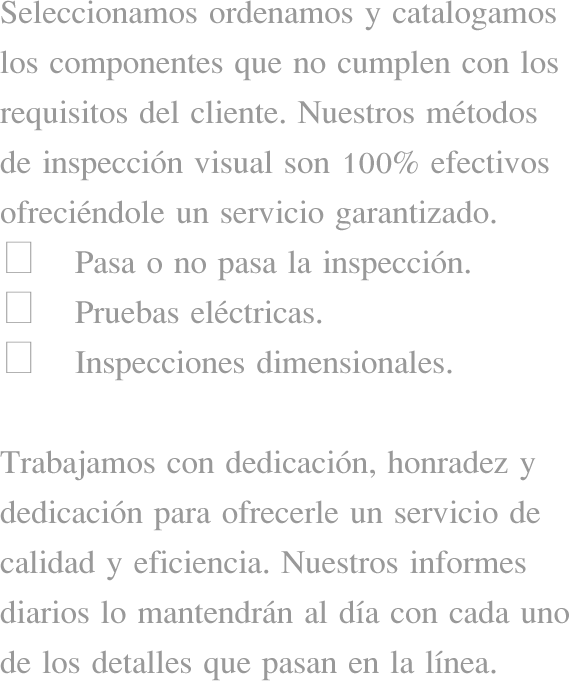 Seleccionamos ordenamos y catalogamos
los componentes que no cumplen con los
requisitos del cliente. Nuestros métodos
de inspección visual son 100% efectivos
ofreciéndole un servicio garantizado.
Pasa o no pasa la inspección.
Pruebas eléctricas.
Inspecciones dimensionales.
Trabajamos con dedicación, honradez y
dedicación para ofrecerle un servicio de
calidad y eficiencia. Nuestros informes
diarios lo mantendrán al día con cada uno
de los detalles que pasan en la línea.